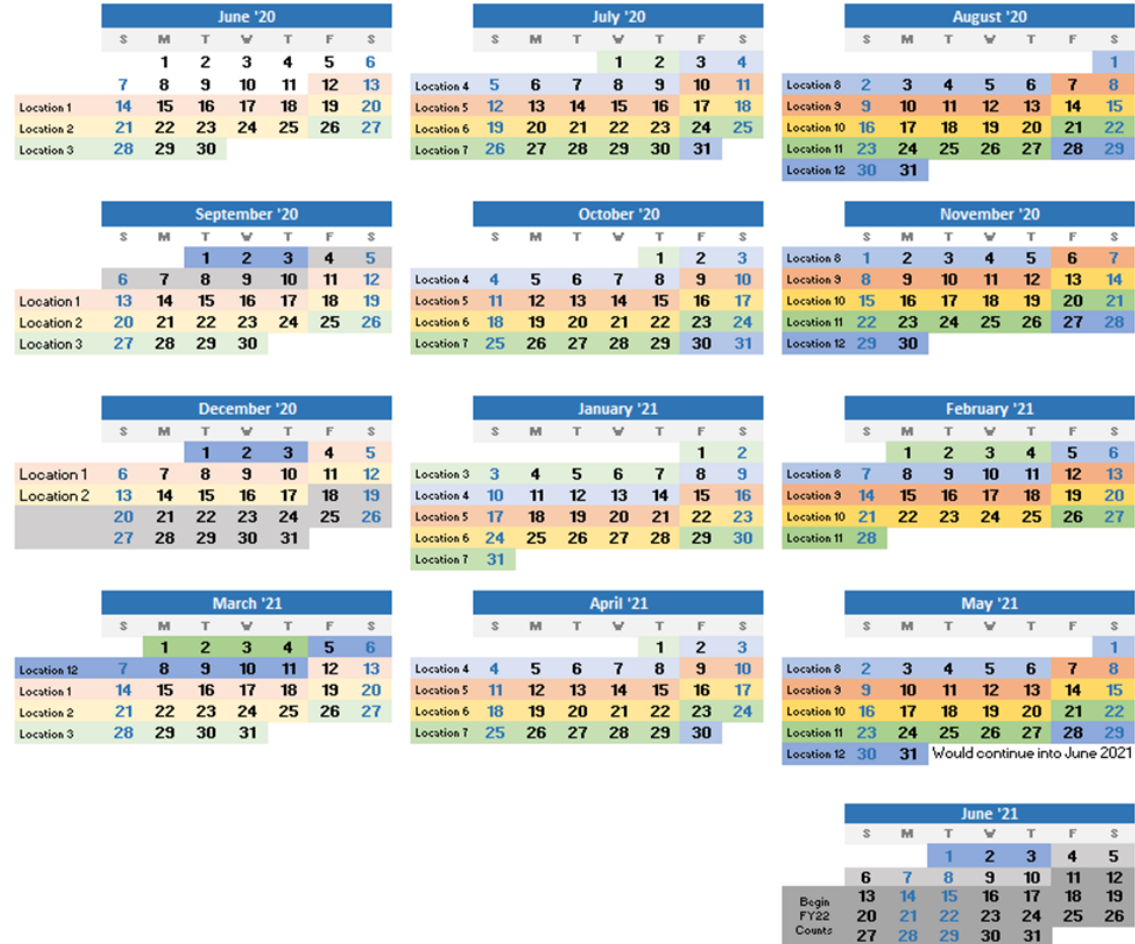 June '20
S M T W T F S
1 2 3 4 5 6
7 8 9 10 11 12 13
Location 1 14 15 16 17 18 19 20
Location 2 21 22 23 24 25 26 27
Location 3 28 29 30
July '20
S M T W T F S
1 2 3 4
Location 4 5 6 7 8 9 10 11
Location 5 12 13 14 15 16 17 18
Location 6 19 20 21 22 23 24 25
Location 7 26 27 28 29 30 31
August '20
S M T W T F S
1
Location 8 2 3 4 5 6 7 8
Location 9 9 10 11 12 13 14 15
Location 10 16 17 18 19 20 21 22
Location 11 23 24 25 26 27 28 29
Location 12 30 31
September '20
S M T W T F S
1 2 3 4 5
6 7 8 9 10 11 12
Location 1 13 14 15 16 17 18 19
Location 2 20 21 22 23 24 25 26
Location 3 27 28 29 30
October '20
S M T W T F S
1 2 3
Location 4 4 5 6 7 8 9 10
Location 5 11 12 13 14 15 16 17
Location 6 18 19 20 21 22 23 24
Location 7 25 26 27 28 29 30 31
November '20
S M T W T F S
Location 8 1 2 3 4 5 6 7
Location 9 8 9 10 11 12 13 14
Location 10 15 16 17 18 19 20 21
Location 11 22 23 24 25 26 27 28
Location 12 29 30
December '20
S M T W T F S
1 2 3 4 5
Location 1 6 7 8 9 10 11 12
Location 2 13 14 15 16 17 18 19
20 21 22 23 24 25 26
27 28 29 30 31
January '21
S M T W T F S
1 2
Location 3 3 4 5 6 7 8 9
Location 4 10 11 12 13 14 15 16
Location 5 17 18 19 20 21 22 23
Location 6 24 25 26 27 28 29 30
Location 7 31
February '21
S M T W T F S
1 2 3 4 5 6
Location 8 7 8 9 10 11 12 13
Location 9 14 15 16 17 18 19 20
Location 10 21 22 23 24 25 26 27
Location 11 28
March '21
S M T W T F S
1 2 3 4 5 6
Location 12 7 8 9 10 11 12 13
Location 1 14 15 16 17 18 19 20
Location 2 21 22 23 24 25 26 27
Location 3 28 29 30 31
April '21
S M T W T F S
1 2 3
Location 4 4 5 6 7 8 9 10
Location 5 11 12 13 14 15 16 17
Location 6 18 19 20 21 22 23 24
Location 7 25 26 27 28 29 30
May '21
S M T W T F S
1
Location 8 2 3 4 5 6 7 8
Location 9 9 10 11 12 13 14 15
Location 10 16 17 18 19 20 21 22
Location 11 23 24 25 26 27 28 29
Location 12 30 31 Would continue into June 2021
June '21
S M T W T F S
1 2 3 4 5
6 7 8 9 10 11 12
Begin 13 14 15 16 17 18 19
FY22 20 21 22 23 24 25 26
Counts 27 28 29 30 31